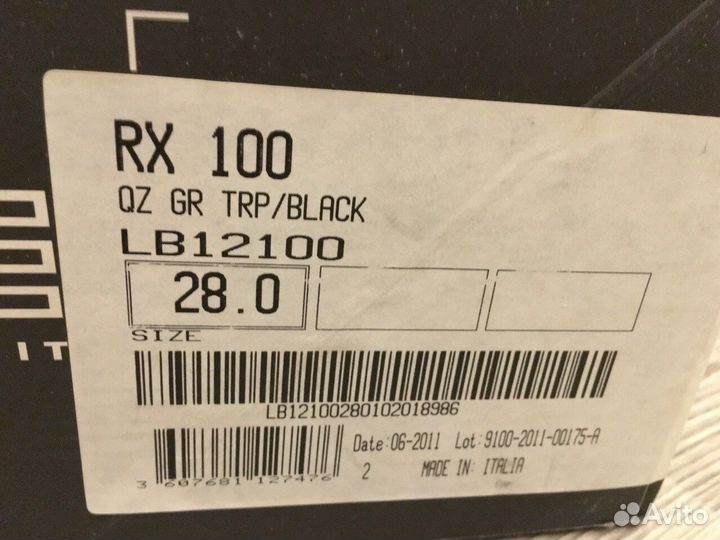 RX 100
QZ GR TRP/BLACK
LB12100
28.0
SIZE
IT
LB12100280102018986
Date:06-2011 Lot:9100-2011-00175-A
3 607681 127476
2 MADE IN: ITALIA
Avito